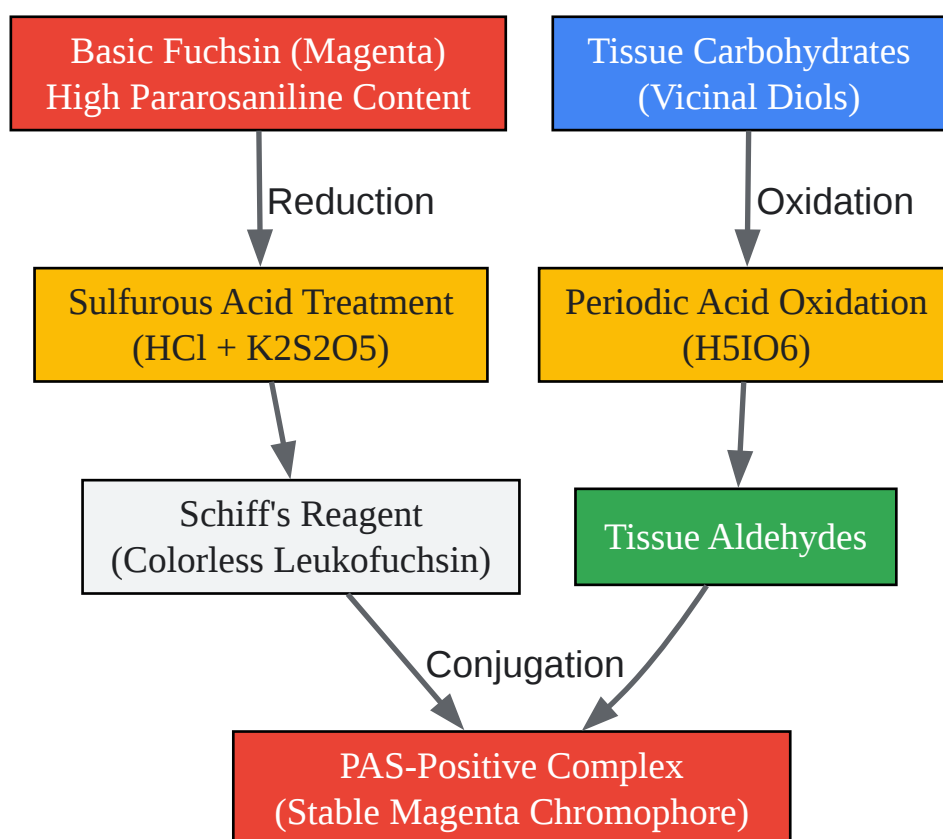 Basic Fuchsin (Magenta)
High Pararosaniline Content
Tissue Carbohydrates
(Vicinal Diols)
Reduction
Oxidation
Sulfurous Acid Treatment
(HCl + K2S2O5)
Periodic Acid Oxidation
(H5IO6)
Schiff's Reagent
(Colorless Leukofuchsin)
Tissue Aldehydes
Conjugation
PAS-Positive Complex
(Stable Magenta Chromophore)